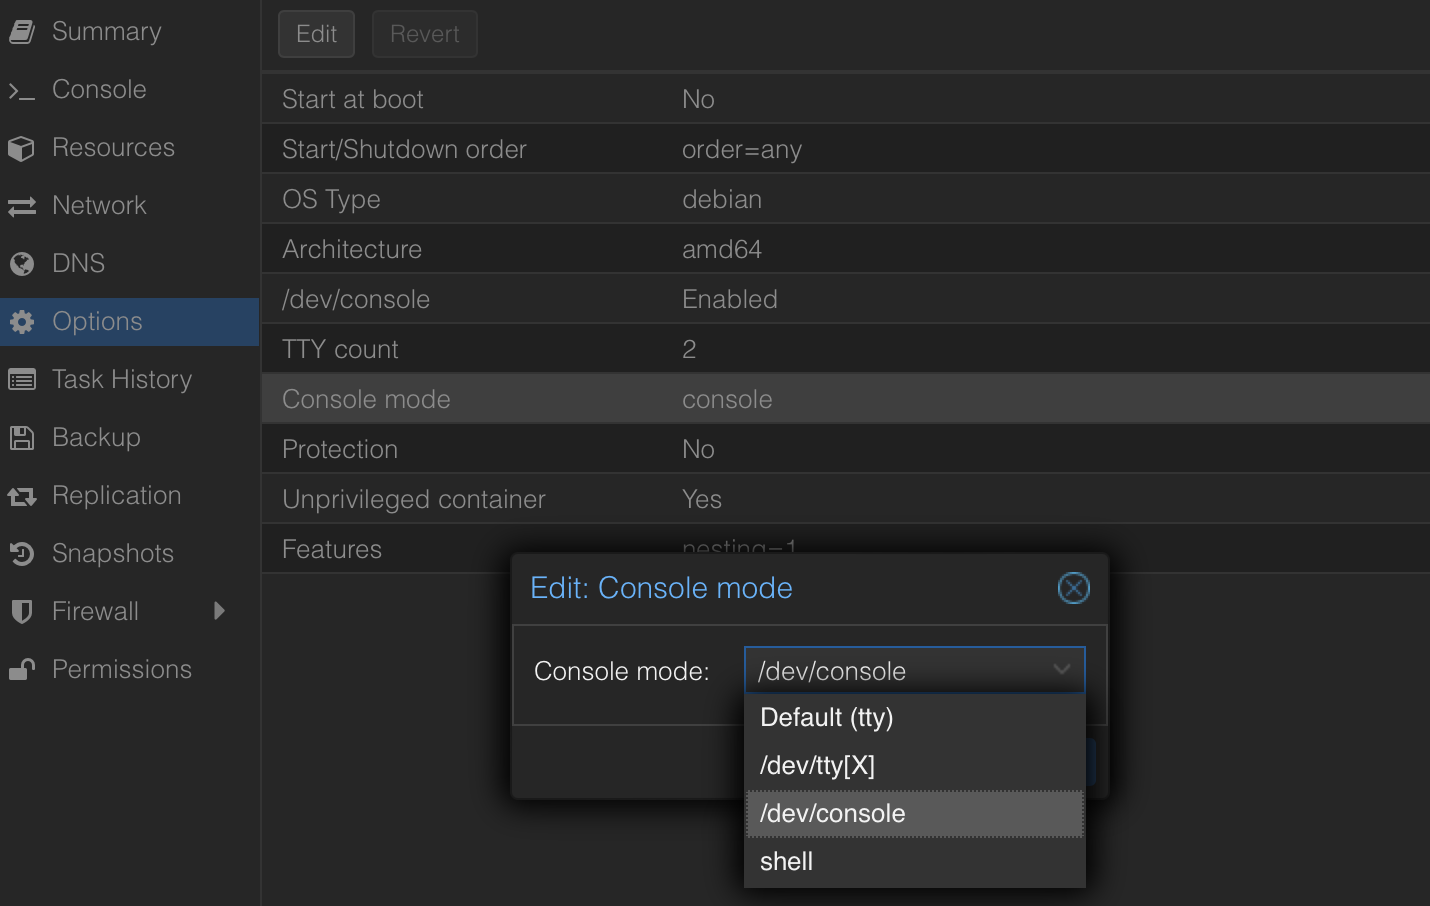 Summary
Console
Resources
Network
DNS
Options
Task History
Backup
Replication
Snapshots
Firewall
Permissions
Edit Revert
Start at boot No
Start/Shutdown order order=any
OS Type debian
Architecture amd64
/dev/console Enabled
TTY count 2
Console mode console
Protection No
Unprivileged container Yes
Features nesting=1
Edit: Console mode
Console mode: /dev/console
Default (tty)
/dev/tty[X]
/dev/console
shell